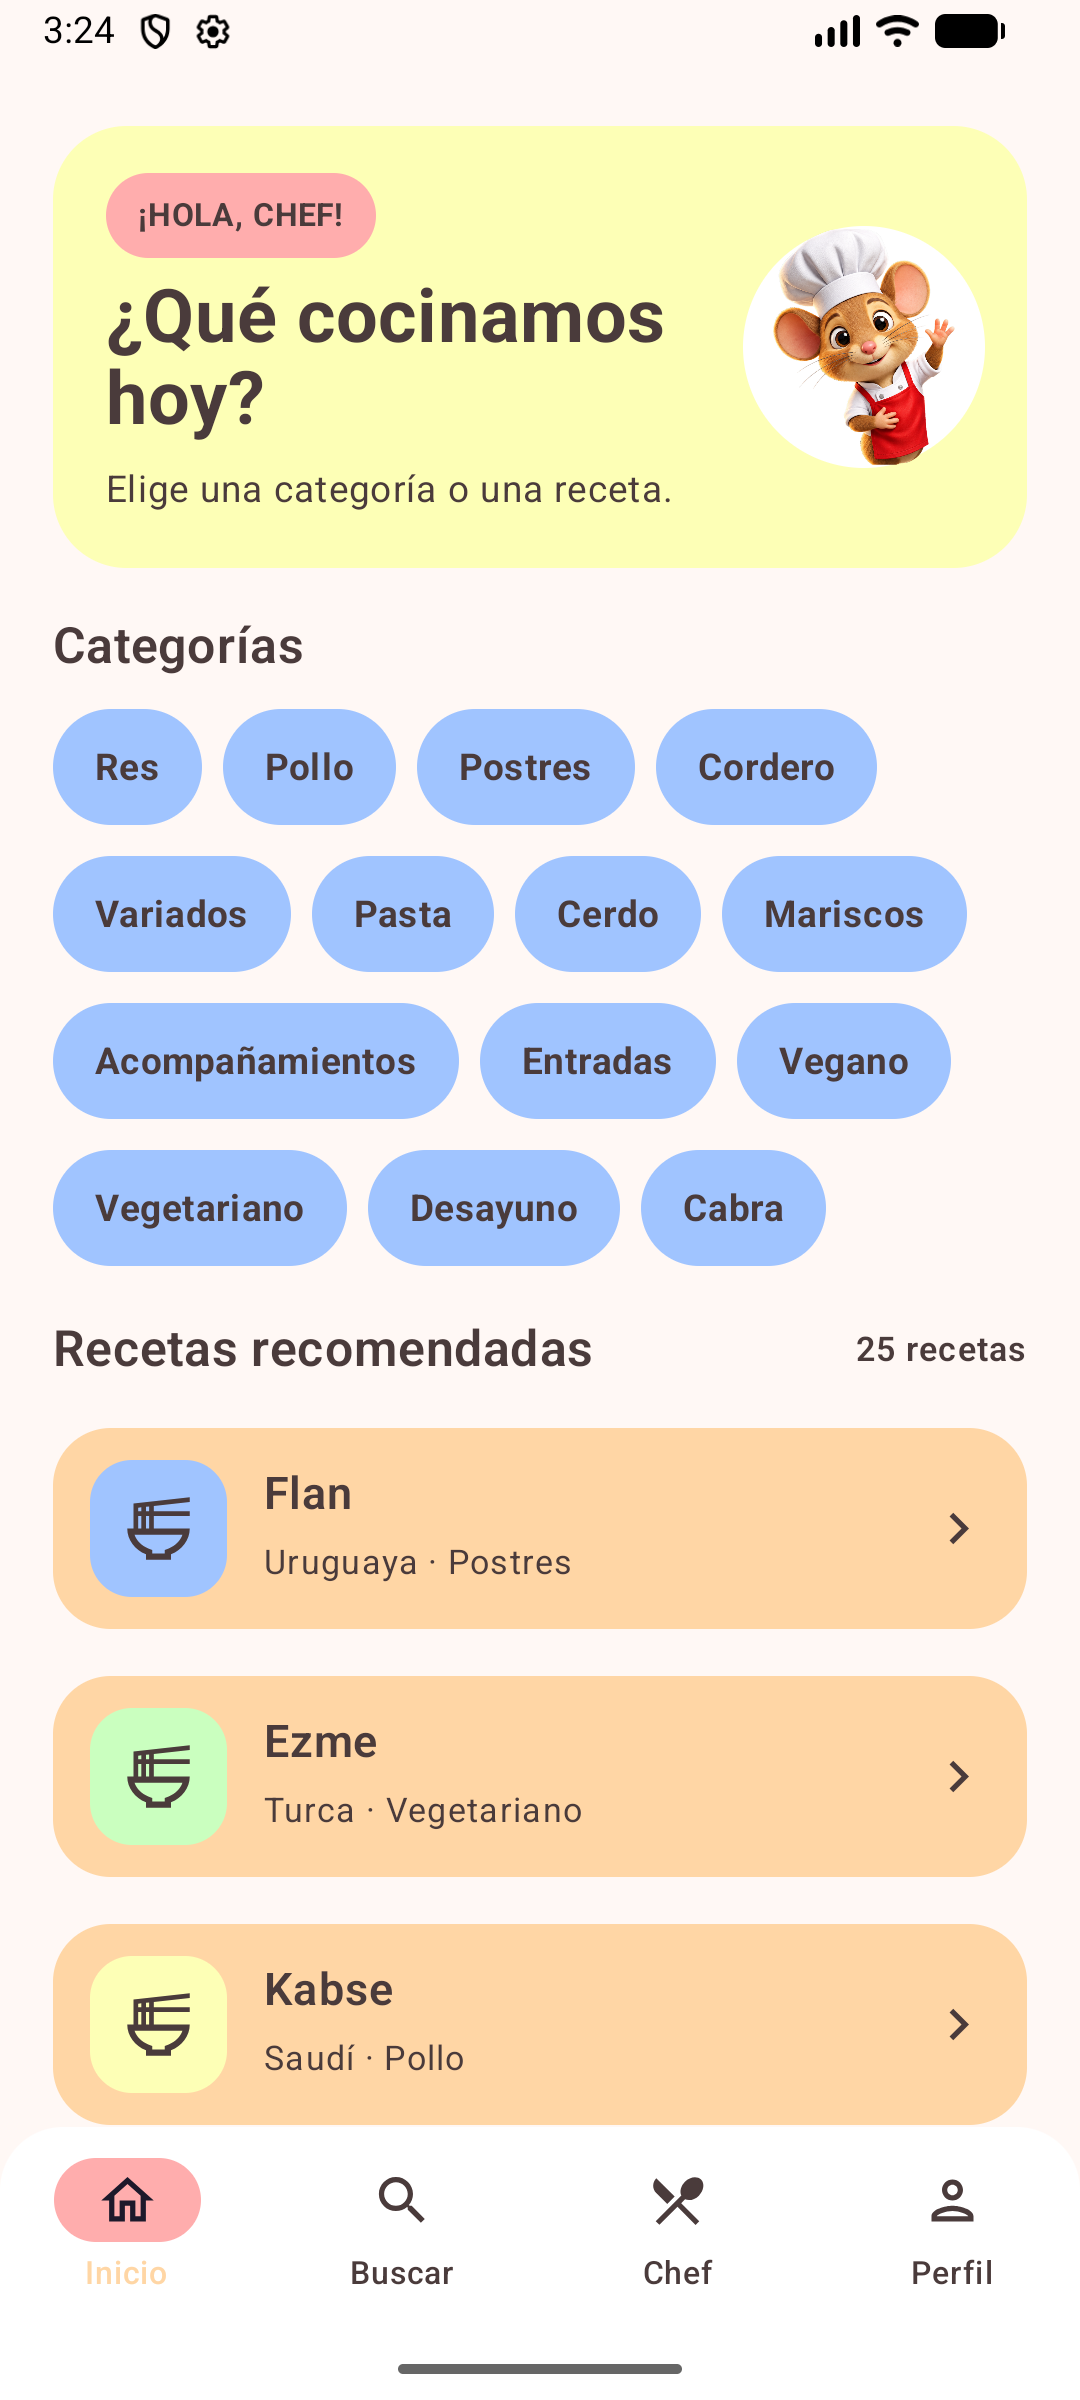 3:24
¡HOLA, CHEF!
¿Qué cocinamos
hoy?
Elige una categoría o una receta.
Categorías
Res
Pollo
Postres
Cordero
Variados
Pasta
Cerdo
Mariscos
Acompañamientos
Entradas
Vegano
Vegetariano
Desayuno
Cabra
Recetas recomendadas
25 recetas
Flan
Uruguaya · Postres
Ezme
Turca · Vegetariano
Kabse
Saudí · Pollo
Inicio
Buscar
Chef
Perfil